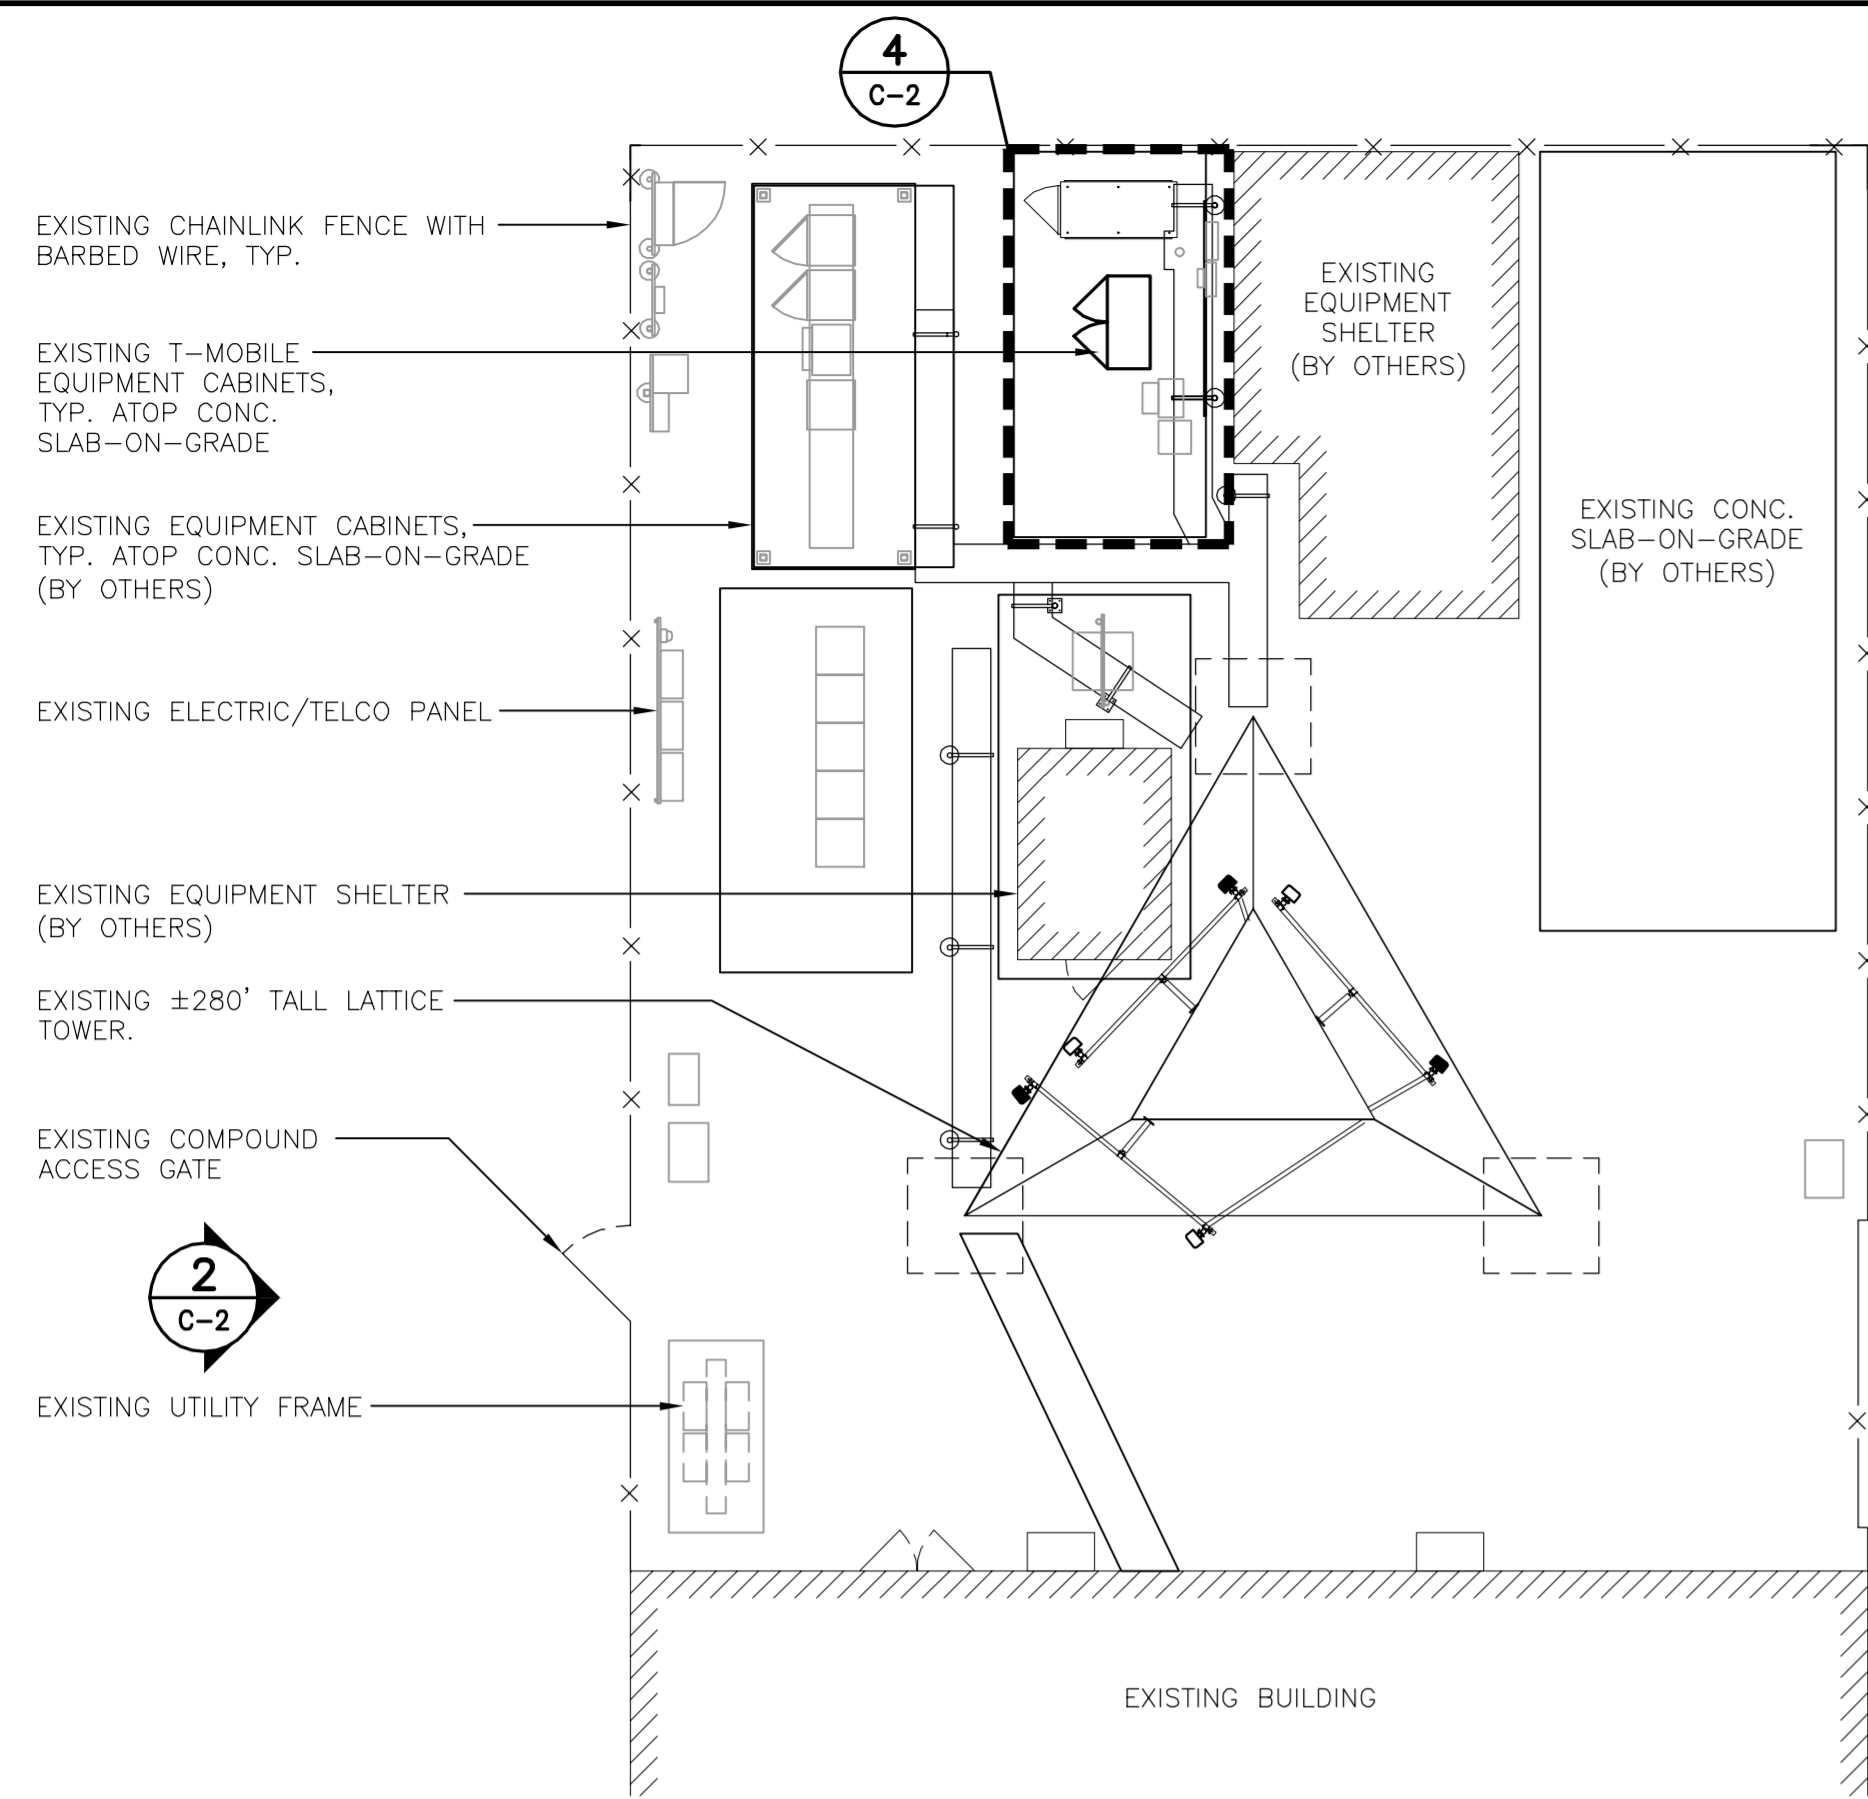 4
C-2
EXISTING CHAINLINK FENCE WITH
BARBED WIRE, TYP.
EXISTING T-MOBILE
EQUIPMENT CABINETS,
TYP. ATOP CONC.
SLAB-ON-GRADE
EXISTING EQUIPMENT CABINETS,
TYP. ATOP CONC. SLAB-ON-GRADE
(BY OTHERS)
EXISTING ELECTRIC/TELCO PANEL
EXISTING EQUIPMENT SHELTER
(BY OTHERS)
EXISTING ±280' TALL LATTICE
TOWER.
EXISTING COMPOUND
ACCESS GATE
2
C-2
EXISTING UTILITY FRAME
EXISTING
EQUIPMENT
SHELTER
(BY OTHERS)
EXISTING CONC.
SLAB-ON-GRADE
(BY OTHERS)
EXISTING BUILDING